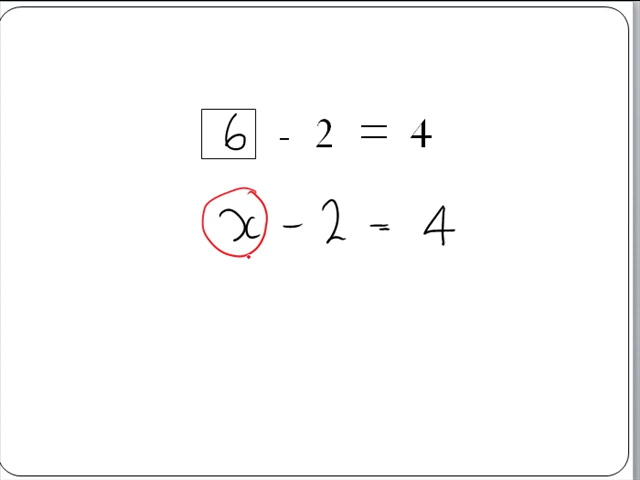 6 - 2 = 4
x - 2 = 4